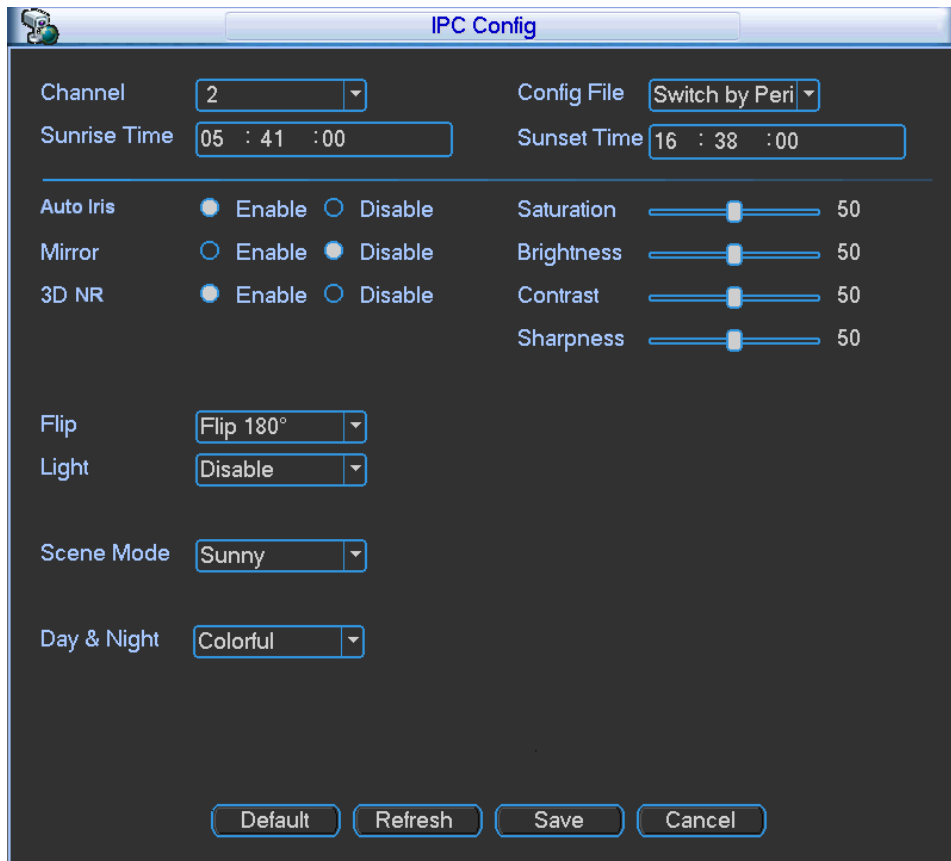 IPC Config
Channel 2 Config File Switch by Peri
Sunrise Time 05 : 41 :00 Sunset Time 16 : 38 :00
Auto Iris Enable Disable Saturation 50
Mirror Enable Disable Brightness 50
3D NR Enable Disable Contrast 50
Sharpness 50
Flip Flip 180°
Light Disable
Scene Mode Sunny
Day & Night Colorful
Default Refresh Save Cancel